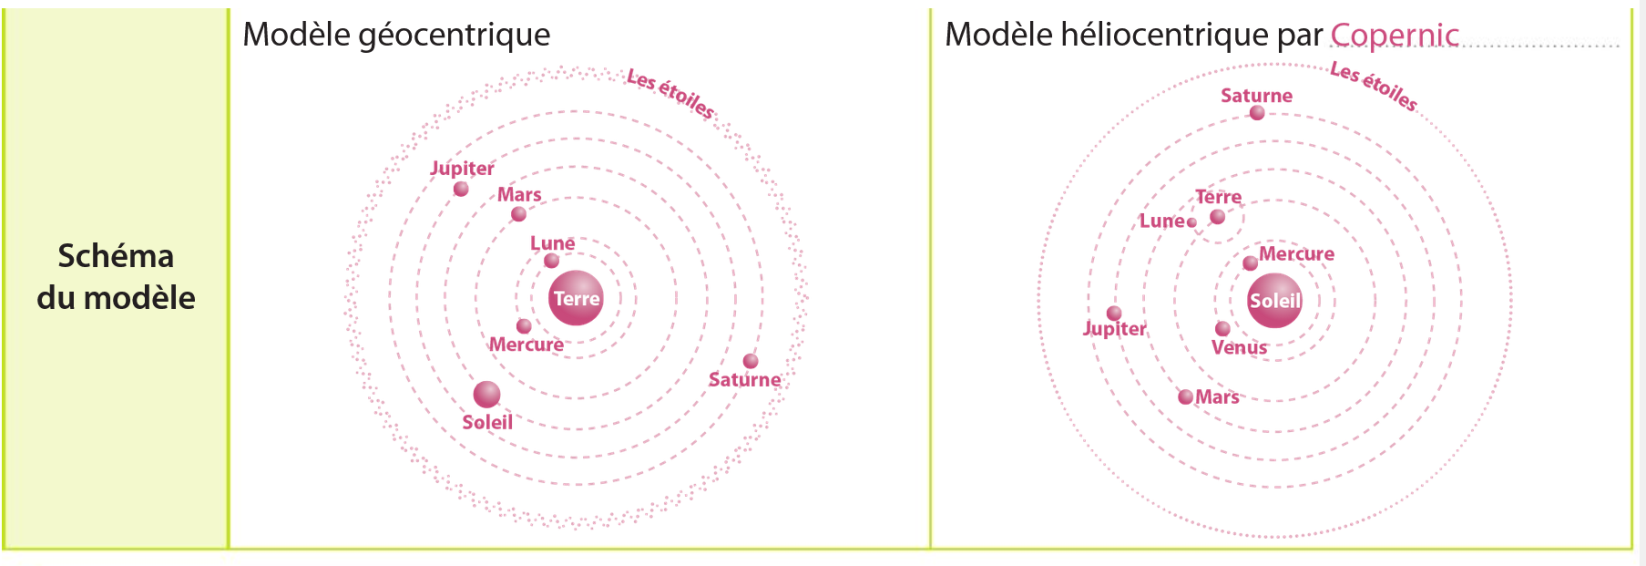 Schéma
du modèle
Modèle géocentrique
Les étoiles
Jupiter
Mars
Lune
Terre
Mercure
Saturne
Soleil
Modèle héliocentrique par Copernic
Les étoiles
Saturne
Terre
Lune
Mercure
Soleil
Jupiter
Venus
Mars